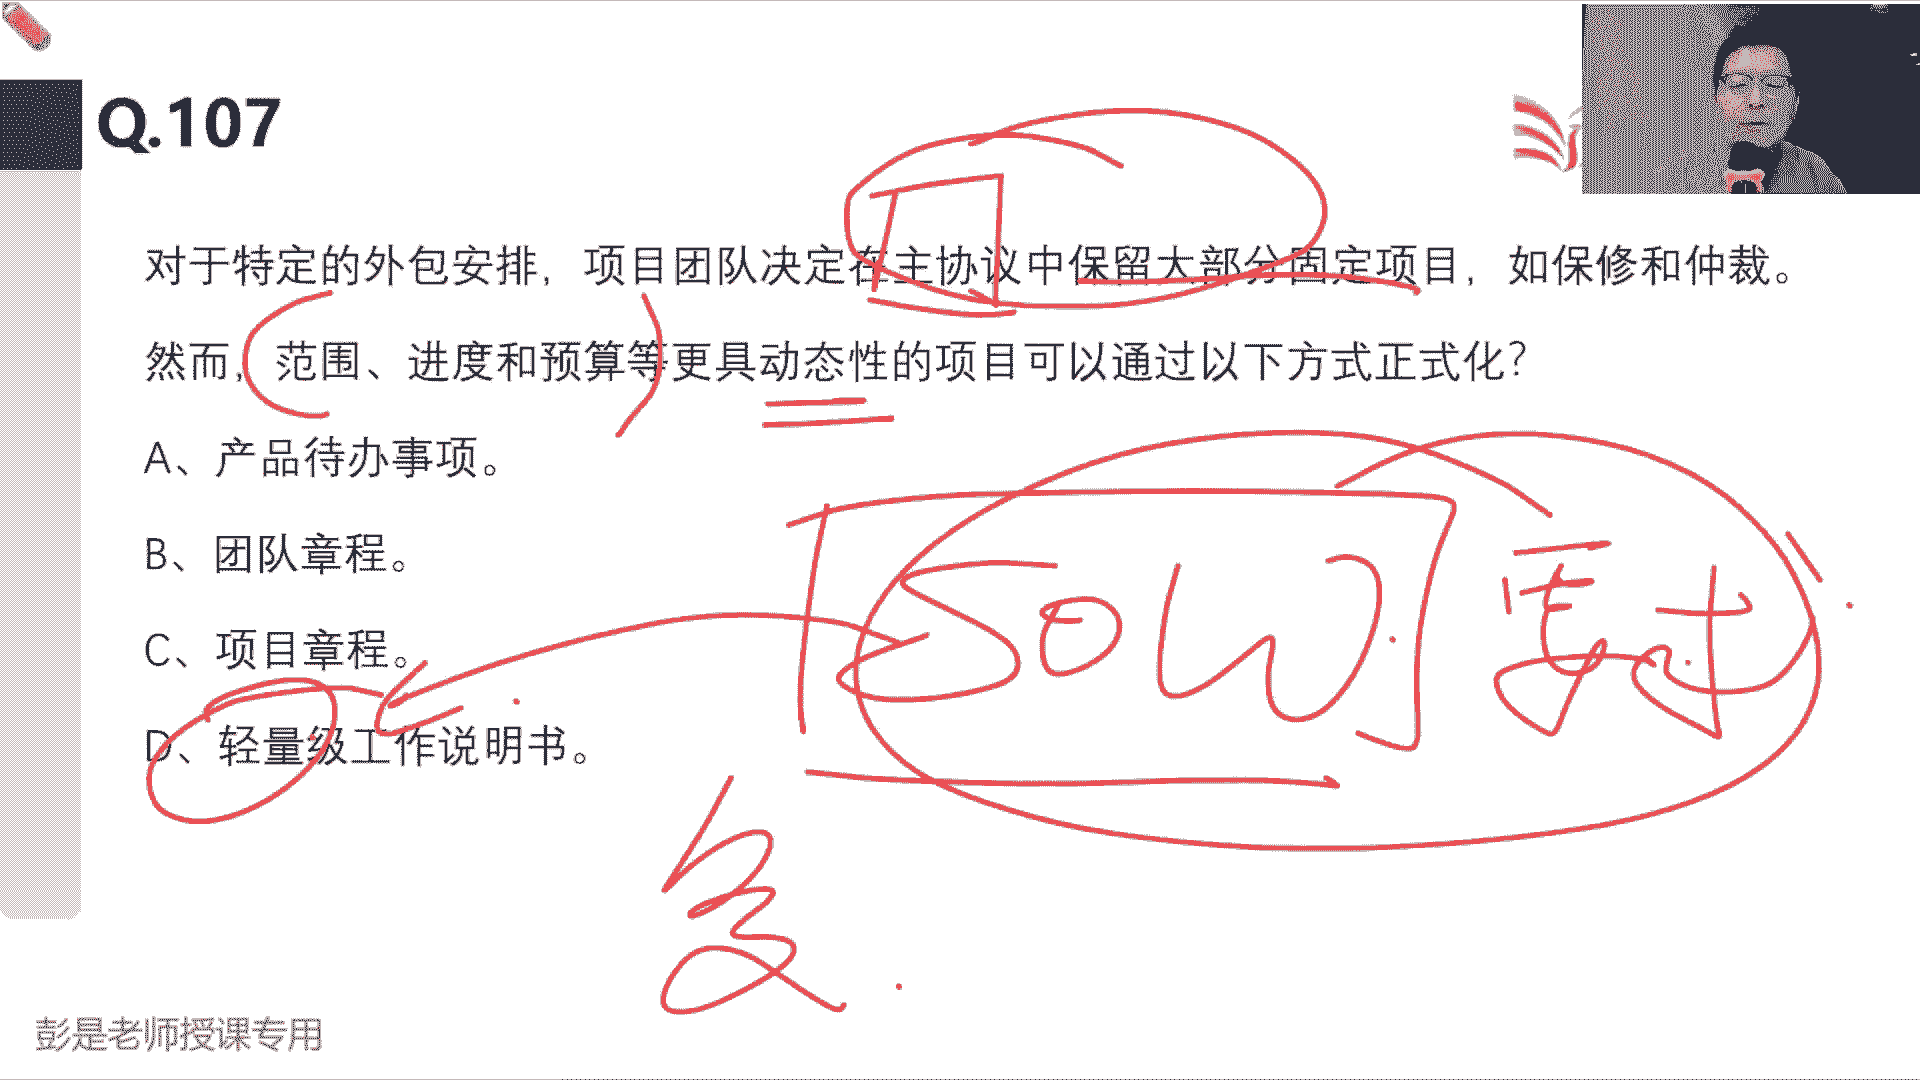 Q.107
对于特定的外包安排，项目团队决定在主协议中保留大部分固定项目，如保修和仲裁。
然而，范围、进度和预算等更具动态性的项目可以通过以下方式正式化？
A、产品待办事项。
B、团队章程。
C、项目章程。
D、轻量级工作说明书。
SOW
彭是老师授课专用